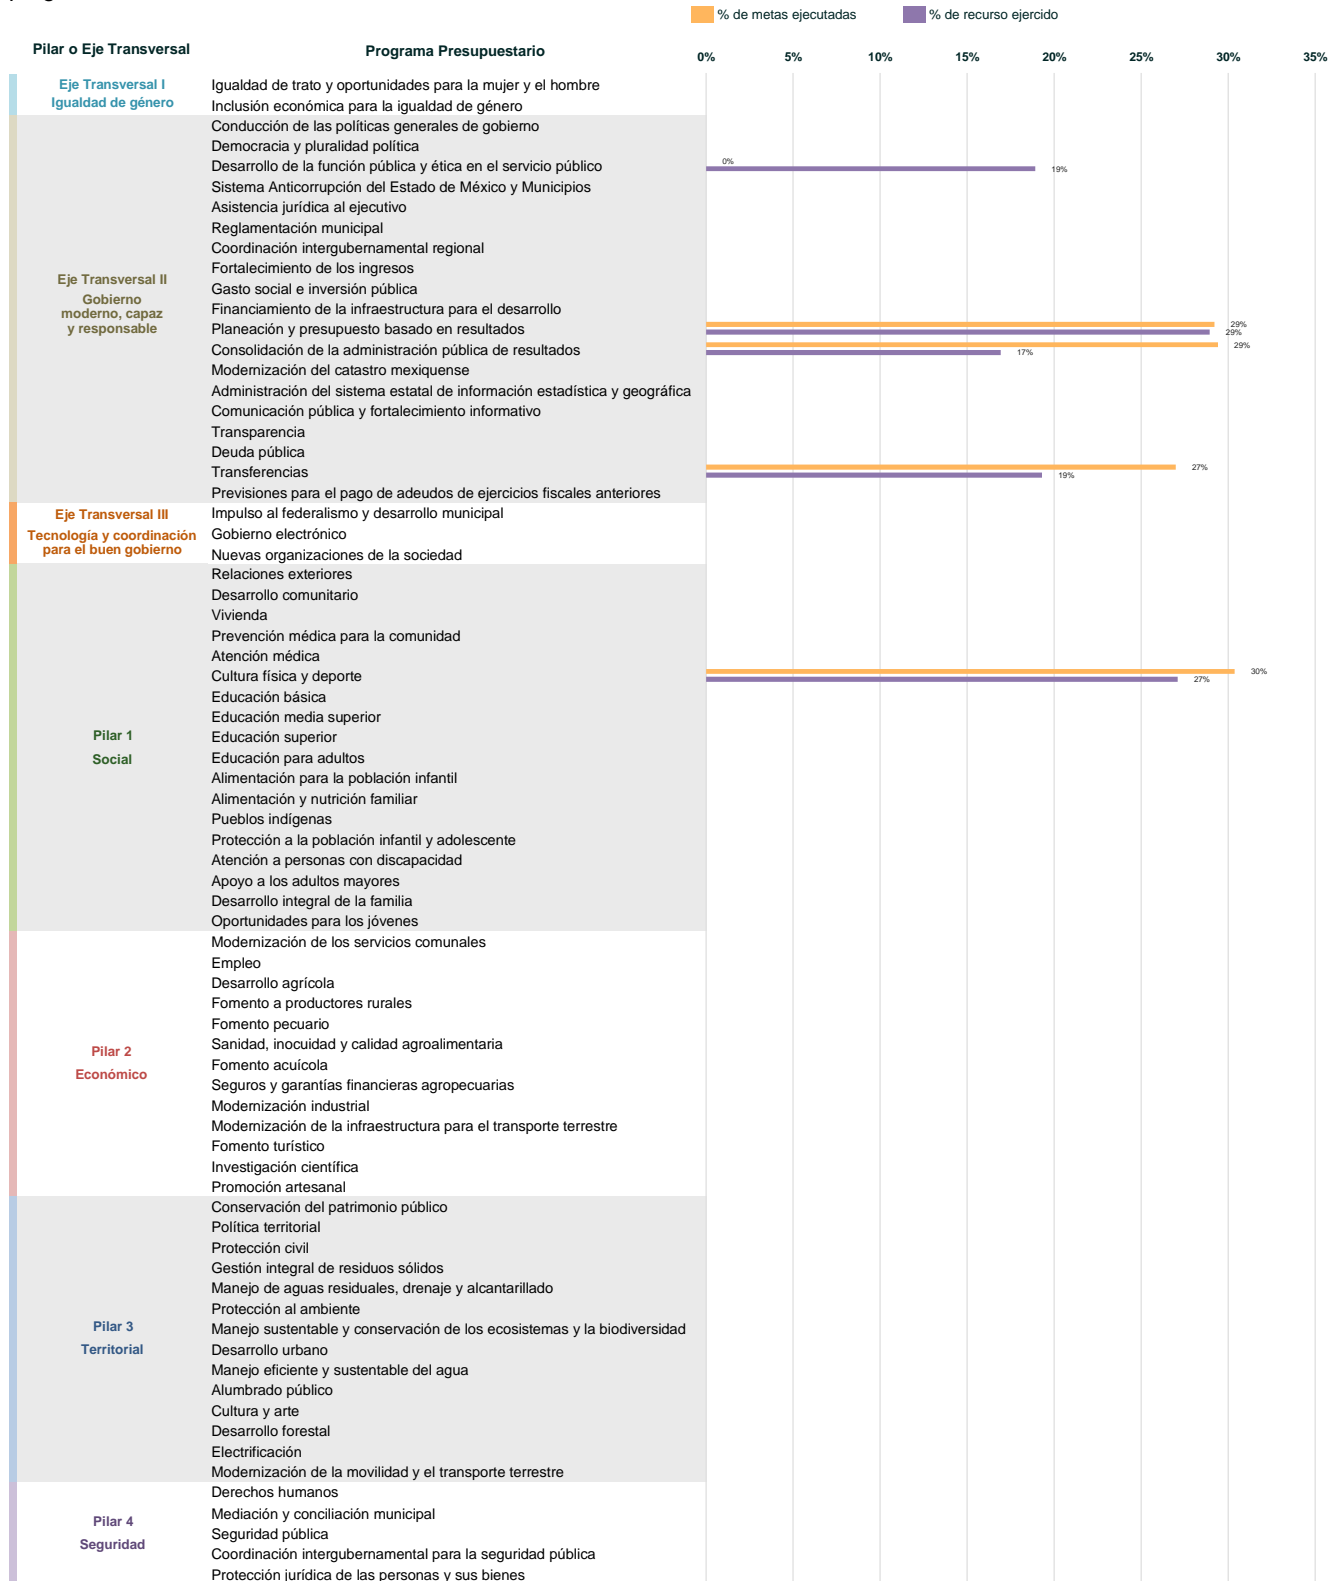 % de metas ejecutadas % de recurso ejercido
Pilar o Eje Transversal Programa Presupuestario 0% 5% 10% 15% 20% 25% 30% 35%
Eje Transversal I
Igualdad de género
Igualdad de trato y oportunidades para la mujer y el hombre
Inclusión económica para la igualdad de género
Eje Transversal II
Gobierno
moderno, capaz
y responsable
Conducción de las políticas generales de gobierno
Democracia y pluralidad política
Desarrollo de la función pública y ética en el servicio público 0% 19%
Sistema Anticorrupción del Estado de México y Municipios
Asistencia jurídica al ejecutivo
Reglamentación municipal
Coordinación intergubernamental regional
Fortalecimiento de los ingresos
Gasto social e inversión pública
Financiamiento de la infraestructura para el desarrollo
Planeación y presupuesto basado en resultados 29% 29%
Consolidación de la administración pública de resultados 29% 17%
Modernización del catastro mexiquense
Administración del sistema estatal de información estadística y geográfica
Comunicación pública y fortalecimiento informativo
Transparencia
Deuda pública
Transferencias 27% 19%
Previsiones para el pago de adeudos de ejercicios fiscales anteriores
Eje Transversal III
Tecnología y coordinación
para el buen gobierno
Impulso al federalismo y desarrollo municipal
Gobierno electrónico
Nuevas organizaciones de la sociedad
Pilar 1
Social
Relaciones exteriores
Desarrollo comunitario
Vivienda
Prevención médica para la comunidad
Atención médica
Cultura física y deporte 30% 27%
Educación básica
Educación media superior
Educación superior
Educación para adultos
Alimentación para la población infantil
Alimentación y nutrición familiar
Pueblos indígenas
Protección a la población infantil y adolescente
Atención a personas con discapacidad
Apoyo a los adultos mayores
Desarrollo integral de la familia
Oportunidades para los jóvenes
Pilar 2
Económico
Modernización de los servicios comunales
Empleo
Desarrollo agrícola
Fomento a productores rurales
Fomento pecuario
Sanidad, inocuidad y calidad agroalimentaria
Fomento acuícola
Seguros y garantías financieras agropecuarias
Modernización industrial
Modernización de la infraestructura para el transporte terrestre
Fomento turístico
Investigación científica
Promoción artesanal
Pilar 3
Territorial
Conservación del patrimonio público
Política territorial
Protección civil
Gestión integral de residuos sólidos
Manejo de aguas residuales, drenaje y alcantarillado
Protección al ambiente
Manejo sustentable y conservación de los ecosistemas y la biodiversidad
Desarrollo urbano
Manejo eficiente y sustentable del agua
Alumbrado público
Cultura y arte
Desarrollo forestal
Electrificación
Modernización de la movilidad y el transporte terrestre
Pilar 4
Seguridad
Derechos humanos
Mediación y conciliación municipal
Seguridad pública
Coordinación intergubernamental para la seguridad pública
Protección jurídica de las personas y sus bienes